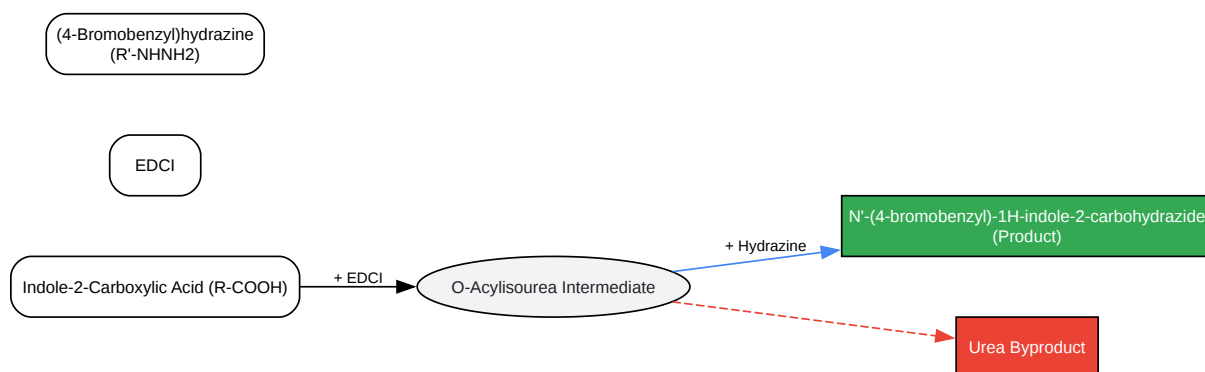 (4-Bromobenzyl)hydrazine
(R'-NHNH2)
EDCI
Indole-2-Carboxylic Acid (R-COOH)
+ EDCI
O-Acylisourea Intermediate
+ Hydrazine
N'-(4-bromobenzyl)-1H-indole-2-carbohydrazide
(Product)
Urea Byproduct